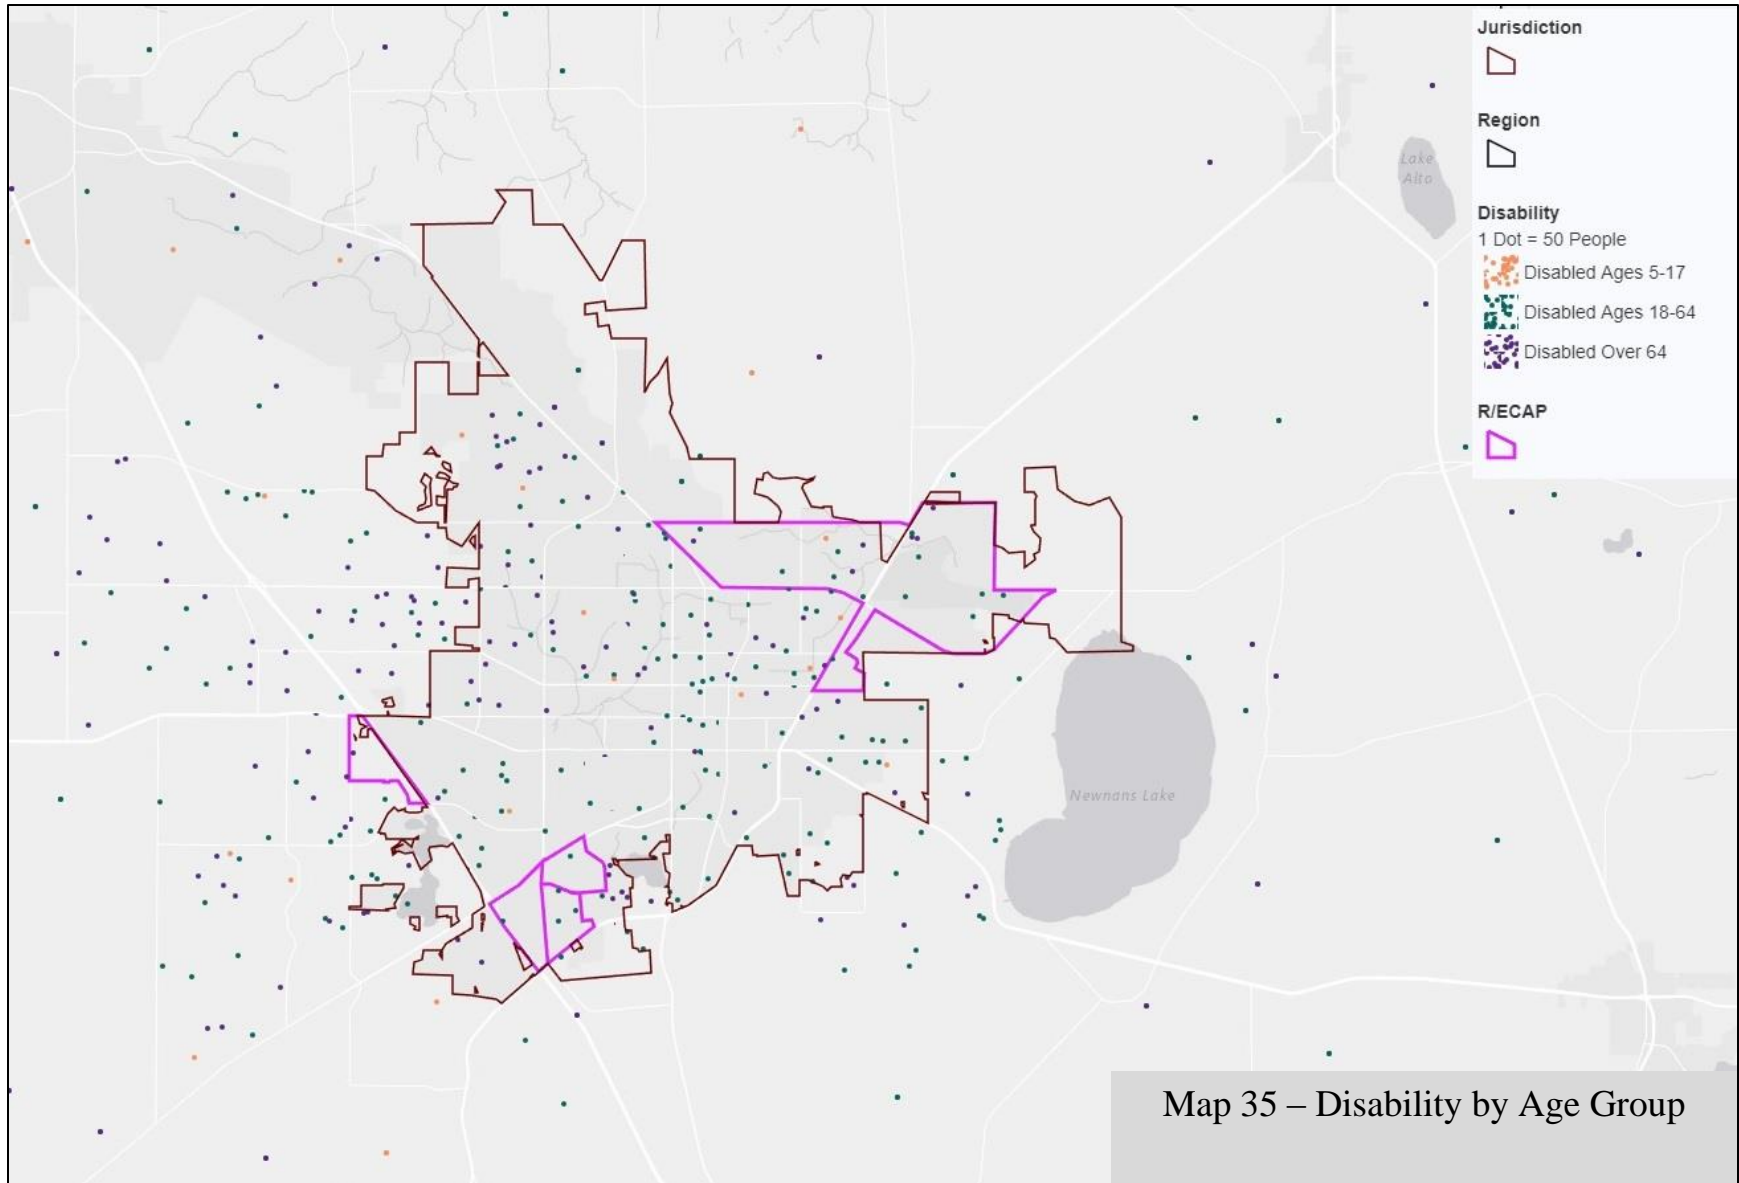 Jurisdiction
Region
Lake
Alto
Disability
1 Dot = 50 People
Disabled Ages 5-17
Disabled Ages 18-64
Disabled Over 64
R/ECAP
Newnans Lake
Map 35 – Disability by Age Group